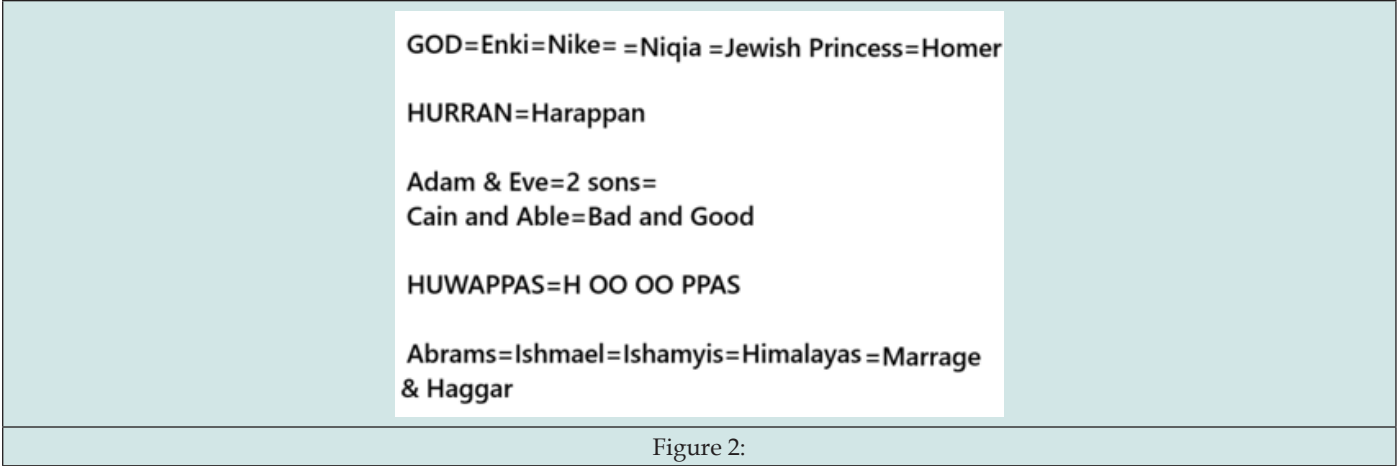 GOD=Enki=Nike= =Niqia =Jewish Princess=Homer
HURRAN=Harappan
Adam & Eve=2 sons=
Cain and Able=Bad and Good
HUWAPPAS=H OO OO PPAS
Abrams=Ishmael=Ishamyis=Himalayas =Marrage
& Haggar
Figure 2: